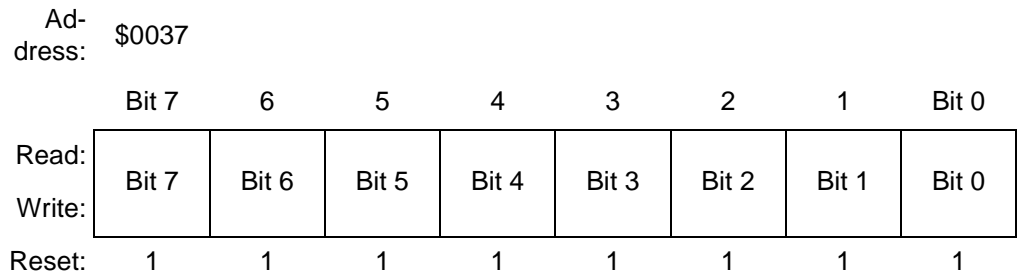 Ad-
dress: $0037
Bit 7 6 5 4 3 2 1 Bit 0
Read:
Bit 7 Bit 6 Bit 5 Bit 4 Bit 3 Bit 2 Bit 1 Bit 0
Write:
Reset: 1 1 1 1 1 1 1 1